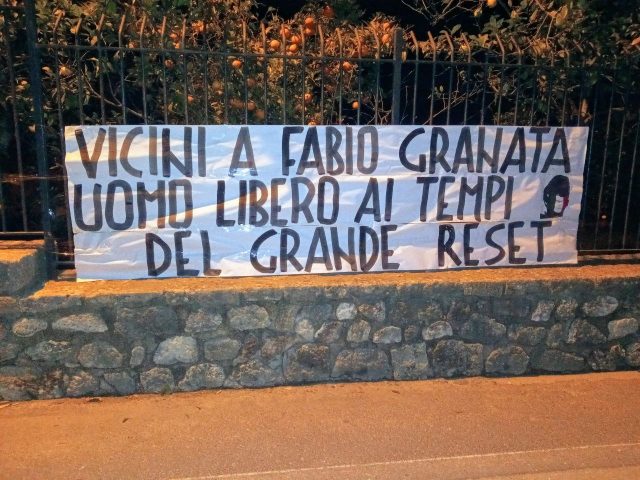 VICINI A FABIO GRANATA
UOMO LIBERO AI TEMPI
DEL GRANDE RESET